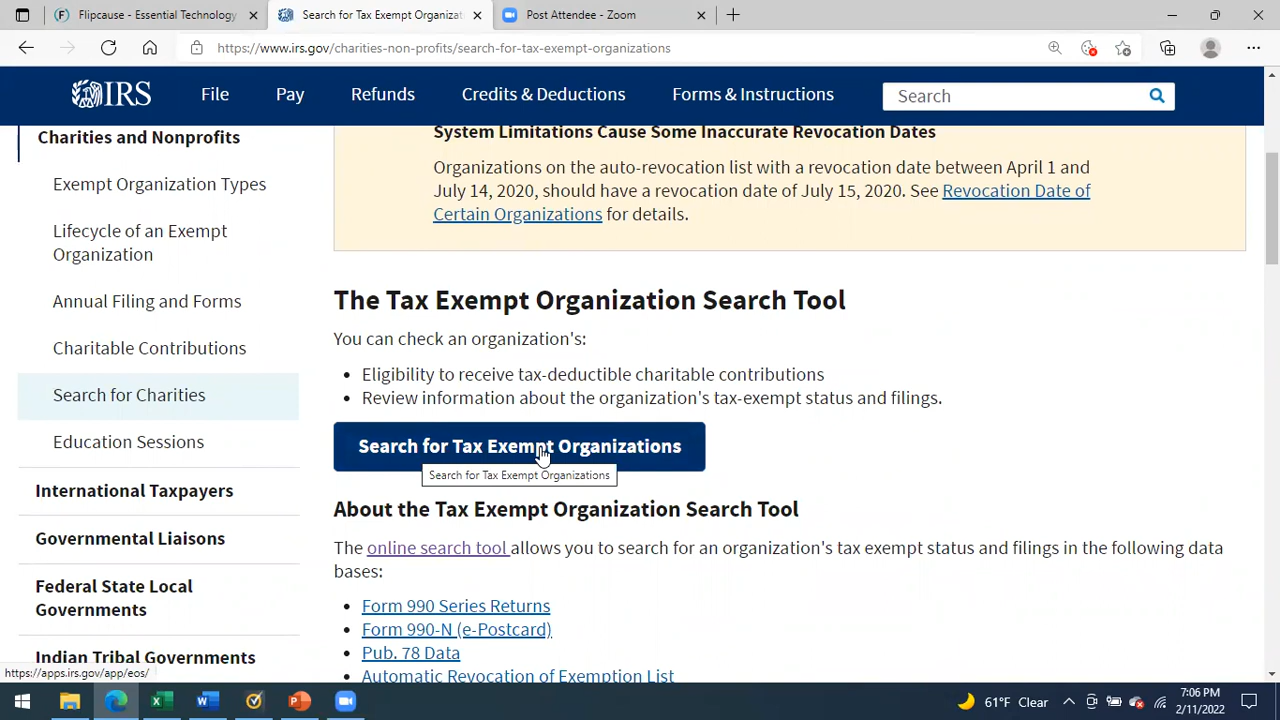 Flipcause - Essential Technology
Search for Tax Exempt Organizat
Post Attendee - Zoom
https://www.irs.gov/charities-non-profits/search-for-tax-exempt-organizations
IRS
File
Pay
Refunds
Credits & Deductions
Forms & Instructions
Search
Charities and Nonprofits
Exempt Organization Types
Lifecycle of an Exempt
Organization
Annual Filing and Forms
Charitable Contributions
Search for Charities
Education Sessions
International Taxpayers
Governmental Liaisons
Federal State Local
Governments
Indian Tribal Governments
System Limitations Cause Some Inaccurate Revocation Dates
Organizations on the auto-revocation list with a revocation date between April 1 and
July 14, 2020, should have a revocation date of July 15, 2020. See Revocation Date of
Certain Organizations for details.
The Tax Exempt Organization Search Tool
You can check an organization's:
• Eligibility to receive tax-deductible charitable contributions
• Review information about the organization's tax-exempt status and filings.
Search for Tax Exempt Organizations
Search for Tax Exempt Organizations
About the Tax Exempt Organization Search Tool
The online search tool allows you to search for an organization's tax exempt status and filings in the following data
bases:
• Form 990 Series Returns
• Form 990-N (e-Postcard)
• Pub. 78 Data
• Automatic Revocation of Exemption List
https://apps.irs.gov/app/eos/
61°F Clear
7:06 PM
2/11/2022